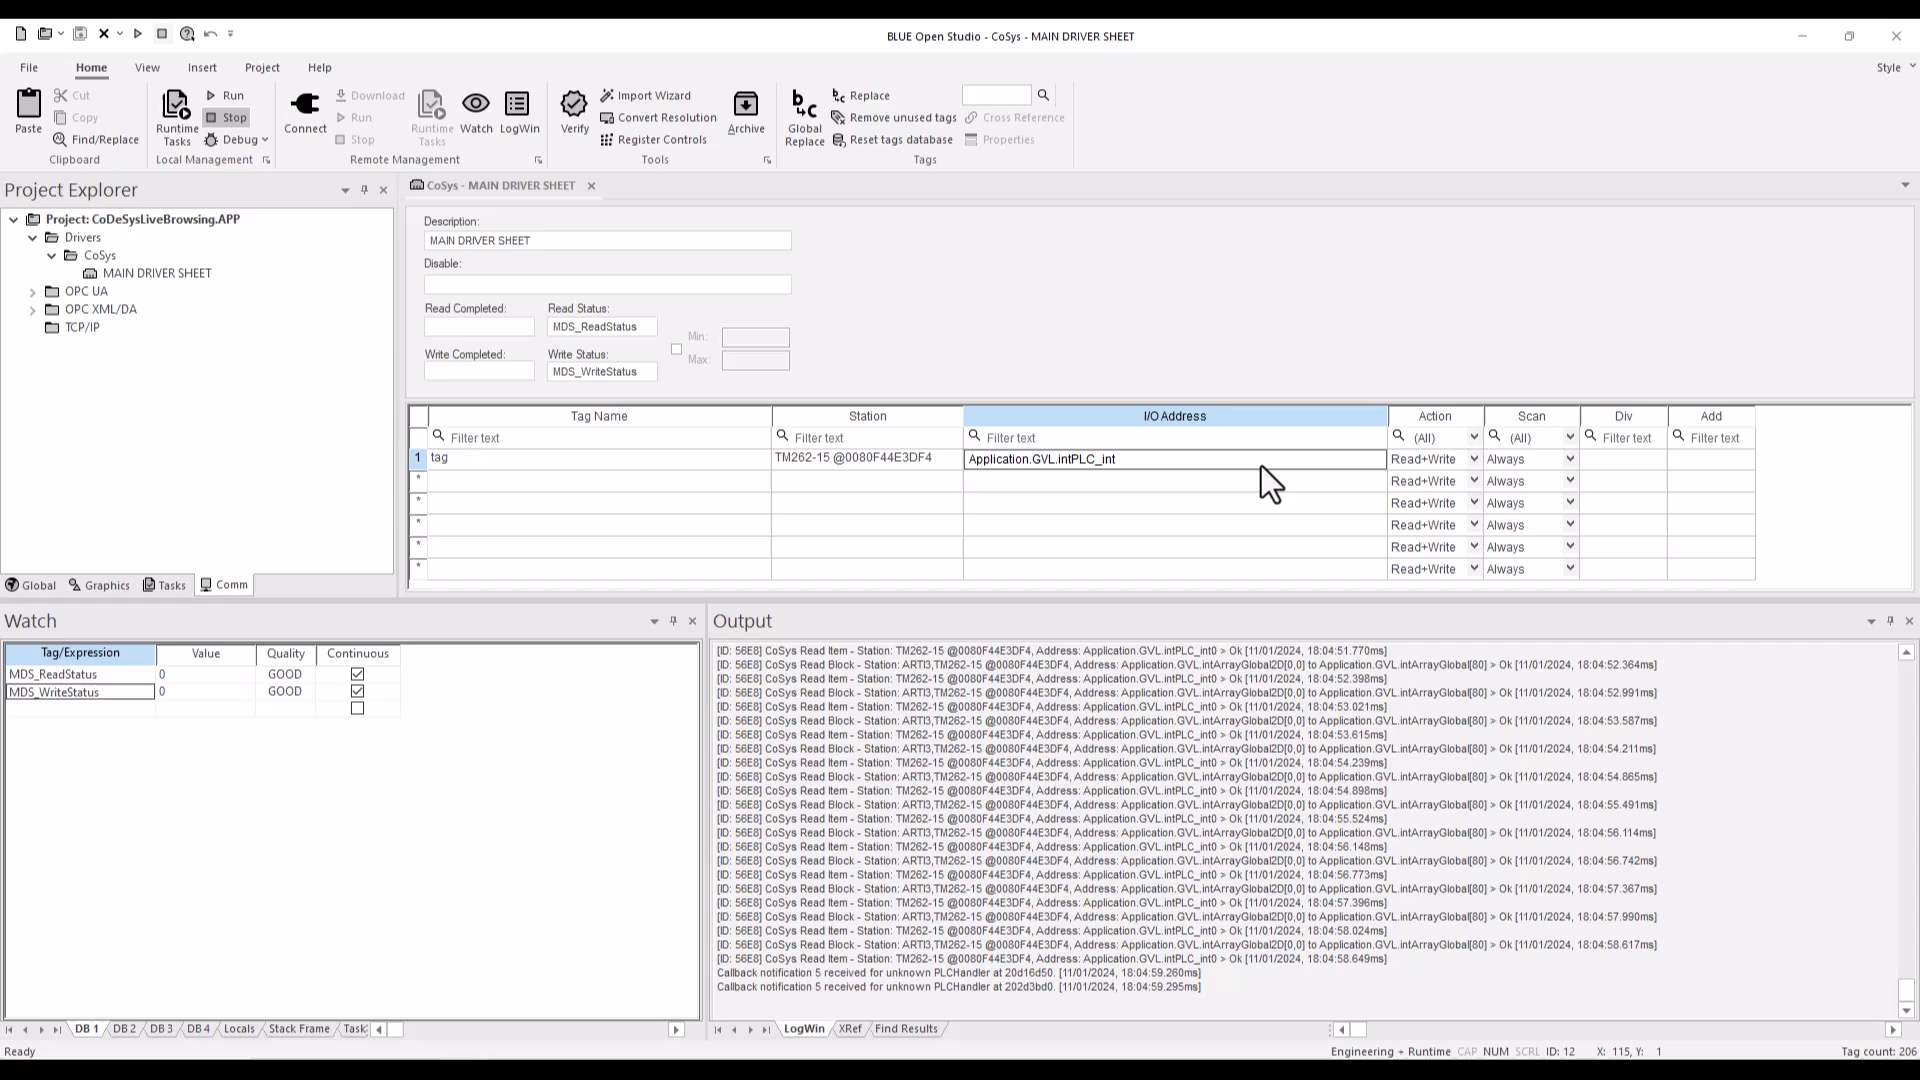 BLUE Open Studio - CoSys - MAIN DRIVER SHEET
File Home View Insert Project Help Style
Paste
Cut
Copy
Find/Replace
Clipboard
Runtime Tasks
Run
Stop
Debug
Local Management
Connect
Download
Run
Stop
Runtime Tasks
Watch
LogWin
Remote Management
Verify
Import Wizard
Convert Resolution
Register Controls
Archive
Tools
Global Replace
Replace
Remove unused tags
Reset tags database
Cross Reference
Properties
Tags
Project Explorer
Project: CoDeSysLiveBrowsing.APP
Drivers
CoSys
MAIN DRIVER SHEET
OPC UA
OPC XML/DA
TCP/IP
Global Graphics Tasks Comm
CoSys - MAIN DRIVER SHEET
Description:
MAIN DRIVER SHEET
Disable:
Read Completed: Read Status:
MDS_ReadStatus
Min:
Write Completed: Write Status:
Max:
MDS_WriteStatus
Tag Name Station I/O Address Action Scan Div Add
Filter text Filter text Filter text (All) (All) Filter text Filter text
1 tag TM262-15 @0080F44E3DF4 Application.GVL.intPLC_int Read+Write Always
* Read+Write Always
* Read+Write Always
* Read+Write Always
* Read+Write Always
* Read+Write Always
Watch
Tag/Expression Value Quality Continuous
MDS_ReadStatus 0 GOOD
MDS_WriteStatus 0 GOOD
DB 1 DB 2 DB 3 DB 4 Locals Stack Frame Task
Output
[ID: 56E8] CoSys Read Item - Station: TM262-15 @0080F44E3DF4, Address: Application.GVL.intPLC_int0 > Ok [11/01/2024, 18:04:51.770ms]
[ID: 56E8] CoSys Read Block - Station: ARTI3,TM262-15 @0080F44E3DF4, Address: Application.GVL.intArrayGlobal2D[0,0] to Application.GVL.intArrayGlobal[80] > Ok [11/01/2024, 18:04:52.364ms]
[ID: 56E8] CoSys Read Item - Station: TM262-15 @0080F44E3DF4, Address: Application.GVL.intPLC_int0 > Ok [11/01/2024, 18:04:52.398ms]
[ID: 56E8] CoSys Read Block - Station: ARTI3,TM262-15 @0080F44E3DF4, Address: Application.GVL.intArrayGlobal2D[0,0] to Application.GVL.intArrayGlobal[80] > Ok [11/01/2024, 18:04:52.991ms]
[ID: 56E8] CoSys Read Item - Station: TM262-15 @0080F44E3DF4, Address: Application.GVL.intPLC_int0 > Ok [11/01/2024, 18:04:53.021ms]
[ID: 56E8] CoSys Read Block - Station: ARTI3,TM262-15 @0080F44E3DF4, Address: Application.GVL.intArrayGlobal2D[0,0] to Application.GVL.intArrayGlobal[80] > Ok [11/01/2024, 18:04:53.587ms]
[ID: 56E8] CoSys Read Item - Station: TM262-15 @0080F44E3DF4, Address: Application.GVL.intPLC_int0 > Ok [11/01/2024, 18:04:53.615ms]
[ID: 56E8] CoSys Read Block - Station: ARTI3,TM262-15 @0080F44E3DF4, Address: Application.GVL.intArrayGlobal2D[0,0] to Application.GVL.intArrayGlobal[80] > Ok [11/01/2024, 18:04:54.211ms]
[ID: 56E8] CoSys Read Item - Station: TM262-15 @0080F44E3DF4, Address: Application.GVL.intPLC_int0 > Ok [11/01/2024, 18:04:54.239ms]
[ID: 56E8] CoSys Read Block - Station: ARTI3,TM262-15 @0080F44E3DF4, Address: Application.GVL.intArrayGlobal2D[0,0] to Application.GVL.intArrayGlobal[80] > Ok [11/01/2024, 18:04:54.865ms]
[ID: 56E8] CoSys Read Item - Station: TM262-15 @0080F44E3DF4, Address: Application.GVL.intPLC_int0 > Ok [11/01/2024, 18:04:54.898ms]
[ID: 56E8] CoSys Read Block - Station: ARTI3,TM262-15 @0080F44E3DF4, Address: Application.GVL.intArrayGlobal2D[0,0] to Application.GVL.intArrayGlobal[80] > Ok [11/01/2024, 18:04:55.491ms]
[ID: 56E8] CoSys Read Item - Station: TM262-15 @0080F44E3DF4, Address: Application.GVL.intPLC_int0 > Ok [11/01/2024, 18:04:55.524ms]
[ID: 56E8] CoSys Read Block - Station: ARTI3,TM262-15 @0080F44E3DF4, Address: Application.GVL.intArrayGlobal2D[0,0] to Application.GVL.intArrayGlobal[80] > Ok [11/01/2024, 18:04:56.114ms]
[ID: 56E8] CoSys Read Item - Station: TM262-15 @0080F44E3DF4, Address: Application.GVL.intPLC_int0 > Ok [11/01/2024, 18:04:56.148ms]
[ID: 56E8] CoSys Read Block - Station: ARTI3,TM262-15 @0080F44E3DF4, Address: Application.GVL.intArrayGlobal2D[0,0] to Application.GVL.intArrayGlobal[80] > Ok [11/01/2024, 18:04:56.742ms]
[ID: 56E8] CoSys Read Item - Station: TM262-15 @0080F44E3DF4, Address: Application.GVL.intPLC_int0 > Ok [11/01/2024, 18:04:56.773ms]
[ID: 56E8] CoSys Read Block - Station: ARTI3,TM262-15 @0080F44E3DF4, Address: Application.GVL.intArrayGlobal2D[0,0] to Application.GVL.intArrayGlobal[80] > Ok [11/01/2024, 18:04:57.367ms]
[ID: 56E8] CoSys Read Item - Station: TM262-15 @0080F44E3DF4, Address: Application.GVL.intPLC_int0 > Ok [11/01/2024, 18:04:57.396ms]
[ID: 56E8] CoSys Read Block - Station: ARTI3,TM262-15 @0080F44E3DF4, Address: Application.GVL.intArrayGlobal2D[0,0] to Application.GVL.intArrayGlobal[80] > Ok [11/01/2024, 18:04:57.990ms]
[ID: 56E8] CoSys Read Item - Station: TM262-15 @0080F44E3DF4, Address: Application.GVL.intPLC_int0 > Ok [11/01/2024, 18:04:58.024ms]
[ID: 56E8] CoSys Read Block - Station: ARTI3,TM262-15 @0080F44E3DF4, Address: Application.GVL.intArrayGlobal2D[0,0] to Application.GVL.intArrayGlobal[80] > Ok [11/01/2024, 18:04:58.617ms]
[ID: 56E8] CoSys Read Item - Station: TM262-15 @0080F44E3DF4, Address: Application.GVL.intPLC_int0 > Ok [11/01/2024, 18:04:58.649ms]
Callback notification 5 received for unknown PLCHandler at 20d16d50. [11/01/2024, 18:04:59.260ms]
Callback notification 5 received for unknown PLCHandler at 202d3bd0. [11/01/2024, 18:04:59.295ms]
LogWin XRef Find Results
Ready
Engineering + Runtime CAP NUM SCRL ID: 12 X: 115, Y: 1 Tag count: 206